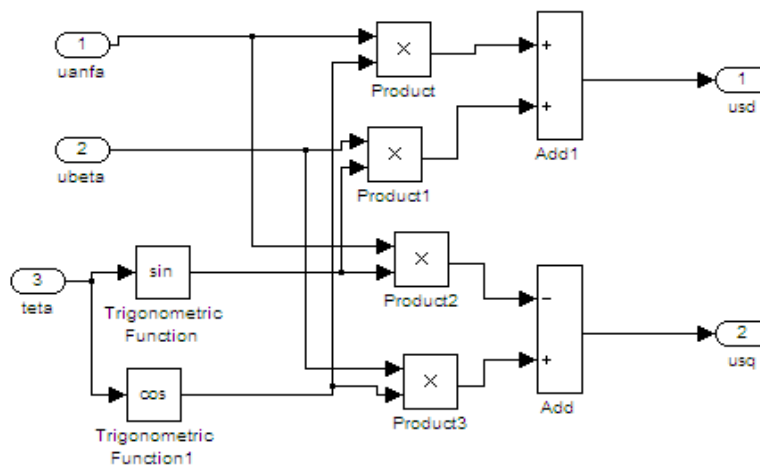 1
uanfa
×
Product
+
+
Add1
1
usd
2
ubeta
×
Product1
3
teta
sin
Trigonometric
Function
×
Product2
−
+
Add
2
usq
cos
Trigonometric
Function1
×
Product3